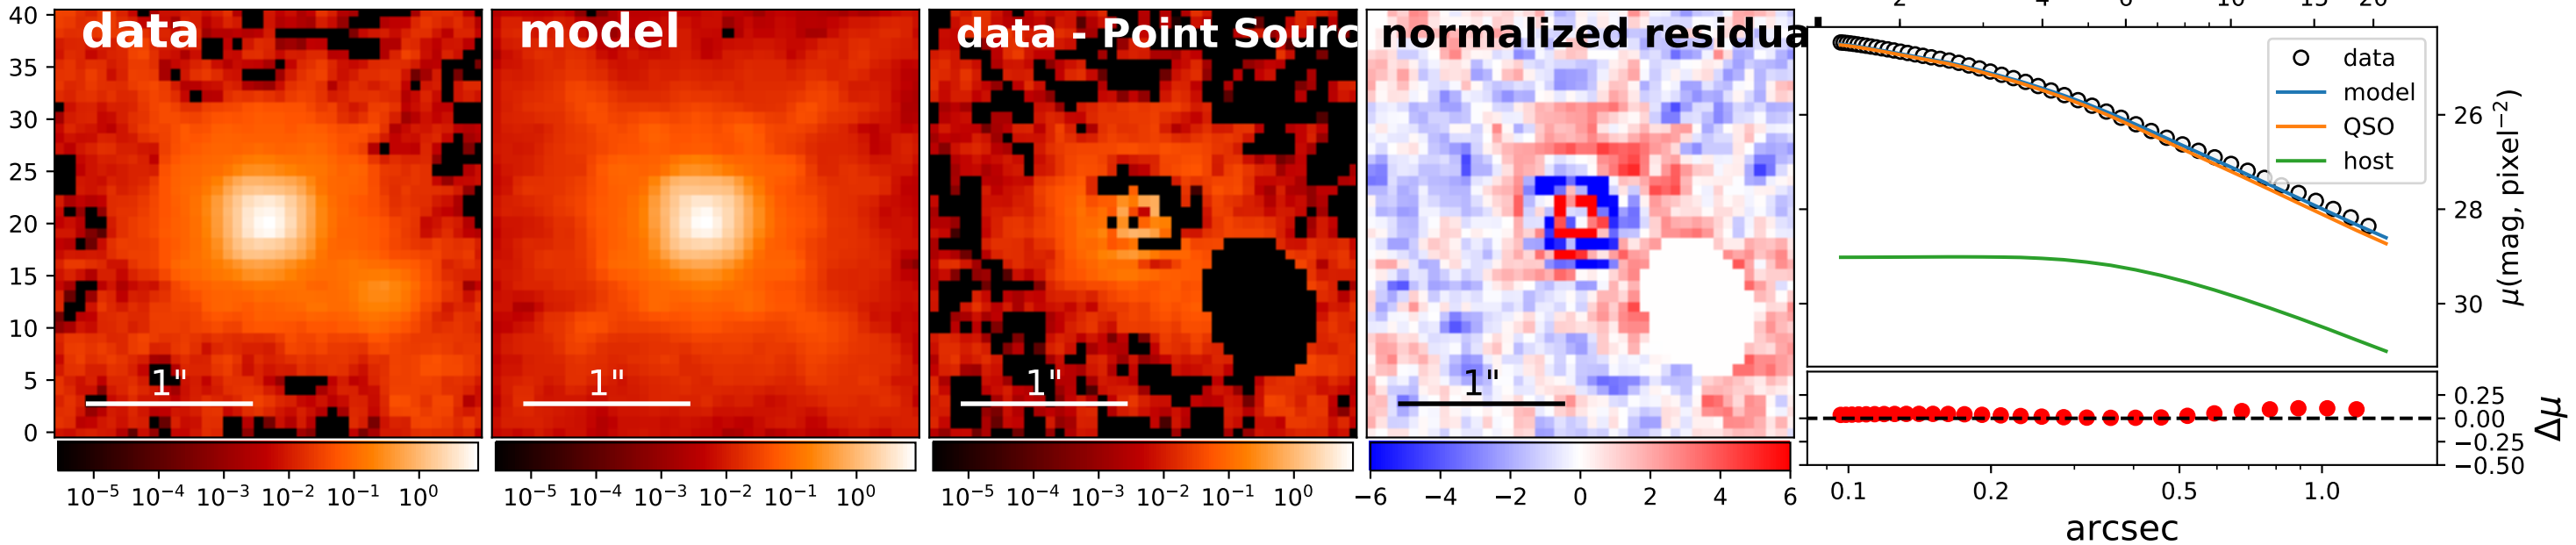 data
model
data - Point Sourc
normalized residual
40
35
30
25
20
15
10
5
0
1"
1"
1"
1"
10⁻⁵ 10⁻⁴ 10⁻³ 10⁻² 10⁻¹ 10⁰
10⁻⁵ 10⁻⁴ 10⁻³ 10⁻² 10⁻¹ 10⁰
10⁻⁵ 10⁻⁴ 10⁻³ 10⁻² 10⁻¹ 10⁰
−6 −4 −2 0 2 4 6
2 4 6 10 15 20
data
model
QSO
host
26
28
30
μ(mag, pixel⁻²)
0.25
0.00
−0.25
−0.50
Δμ
0.1 0.2 0.5 1.0
arcsec